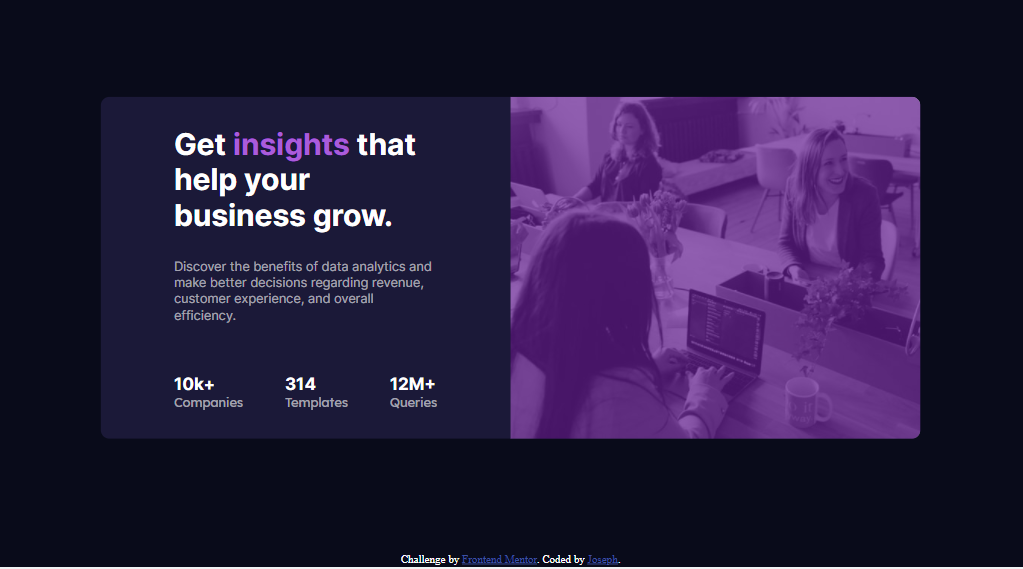 Get insights that
help your
business grow.
Discover the benefits of data analytics and
make better decisions regarding revenue,
customer experience, and overall
efficiency.
10k+ 314 12M+
Companies Templates Queries
Challenge by Frontend Mentor. Coded by Joseph.